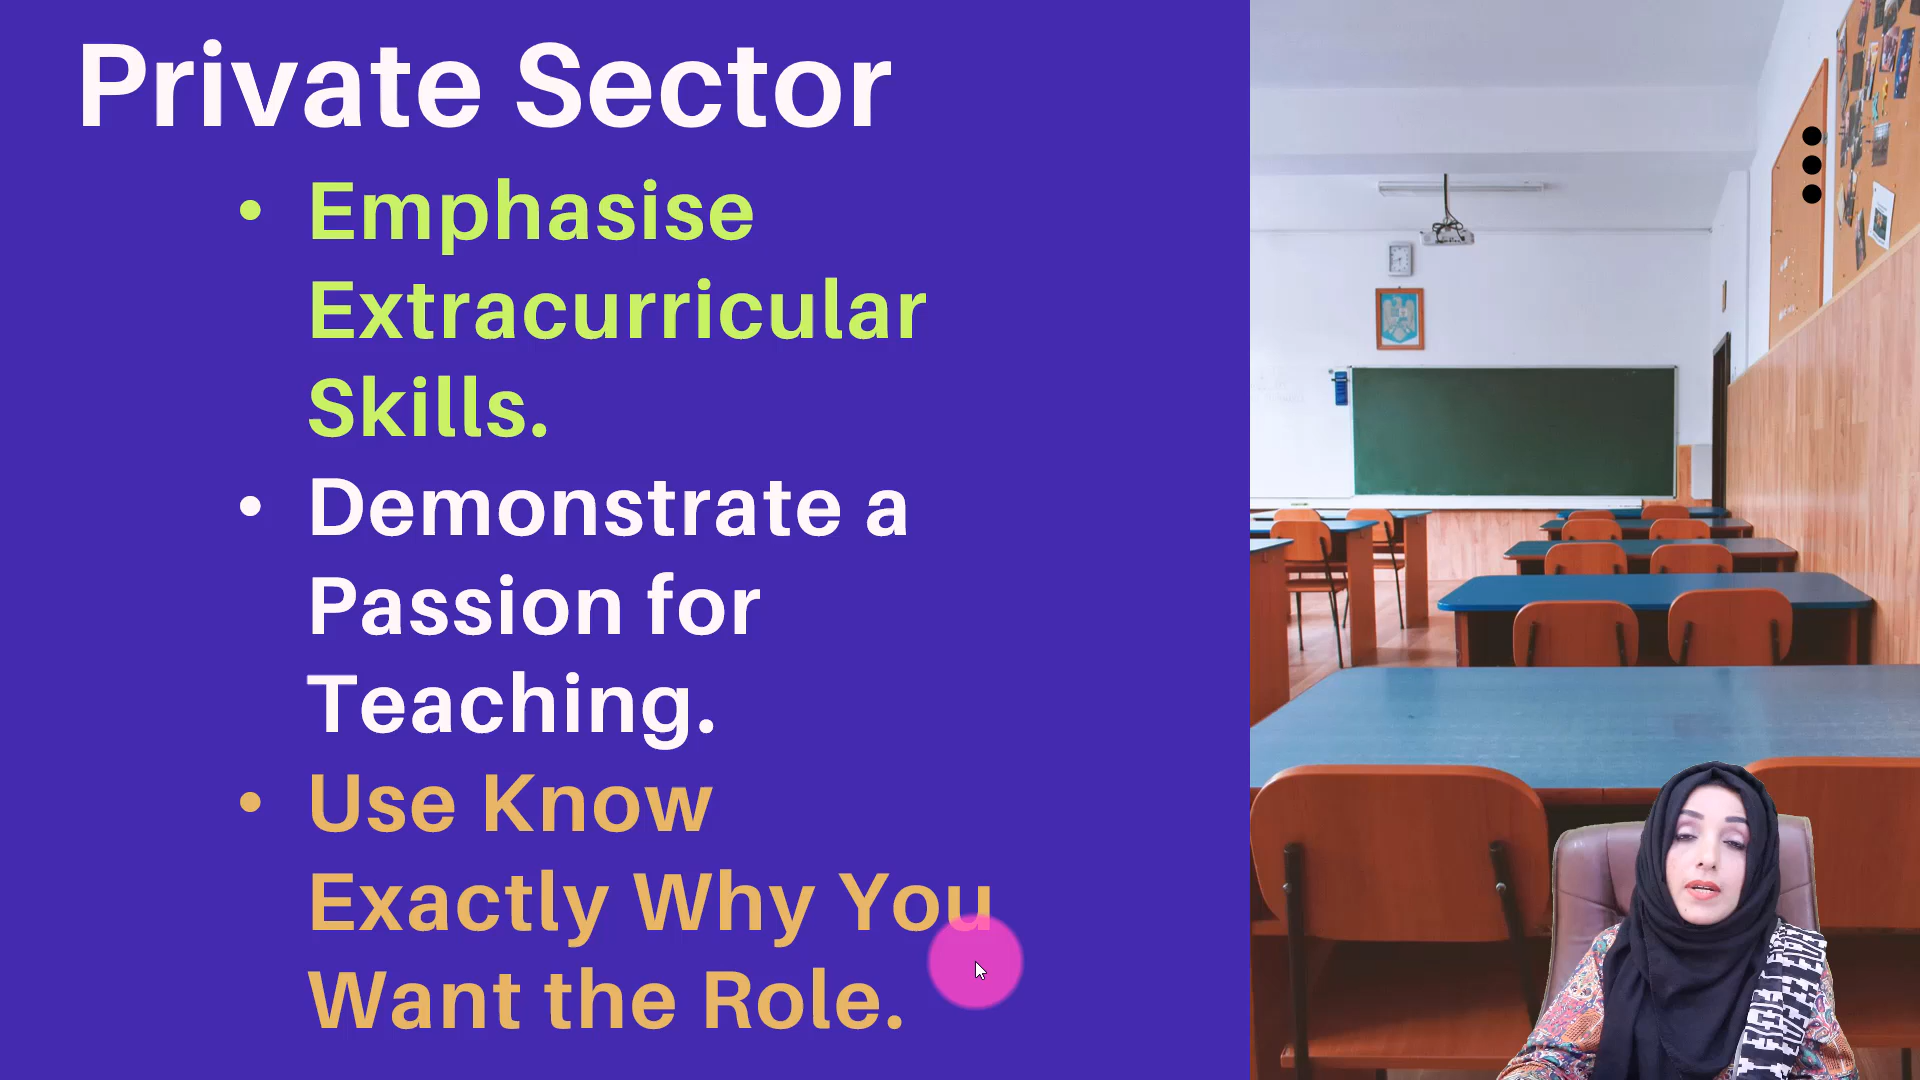 Private Sector
• Emphasise
Extracurricular
Skills.
• Demonstrate a
Passion for
Teaching.
• Use Know
Exactly Why You
Want the Role.